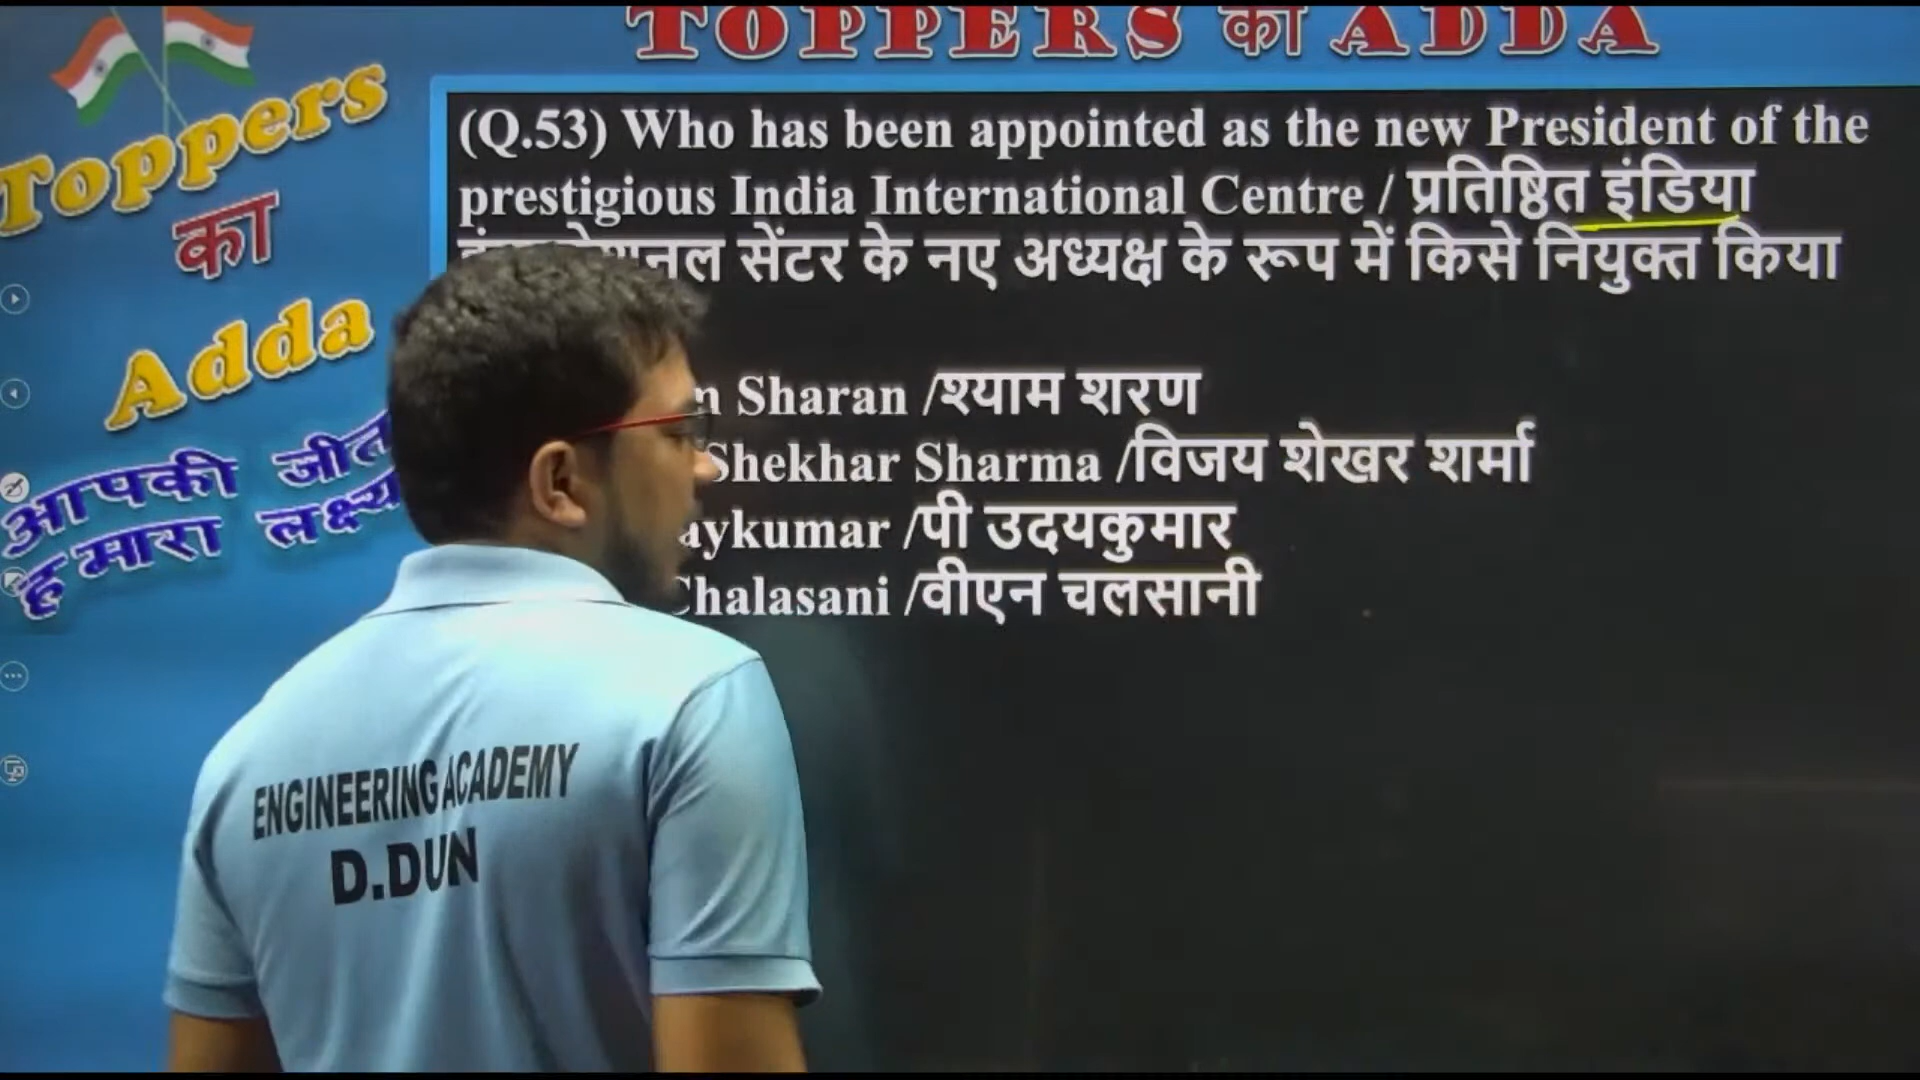 TOPPERS का ADDA
Toppers
का
Adda
आपकी जीत
हमारा लक्ष्य
(Q.53) Who has been appointed as the new President of the
prestigious India International Centre / प्रतिष्ठित इंडिया
सेंटर के नए अध्यक्ष के रूप में किसे नियुक्त किया
Sharan /श्याम शरण
Shekhar Sharma /विजय शेखर शर्मा
aykumar /पी उदयकुमार
Chalasani /वीएन चलसानी
ENGINEERING ACADEMY
D.DUN